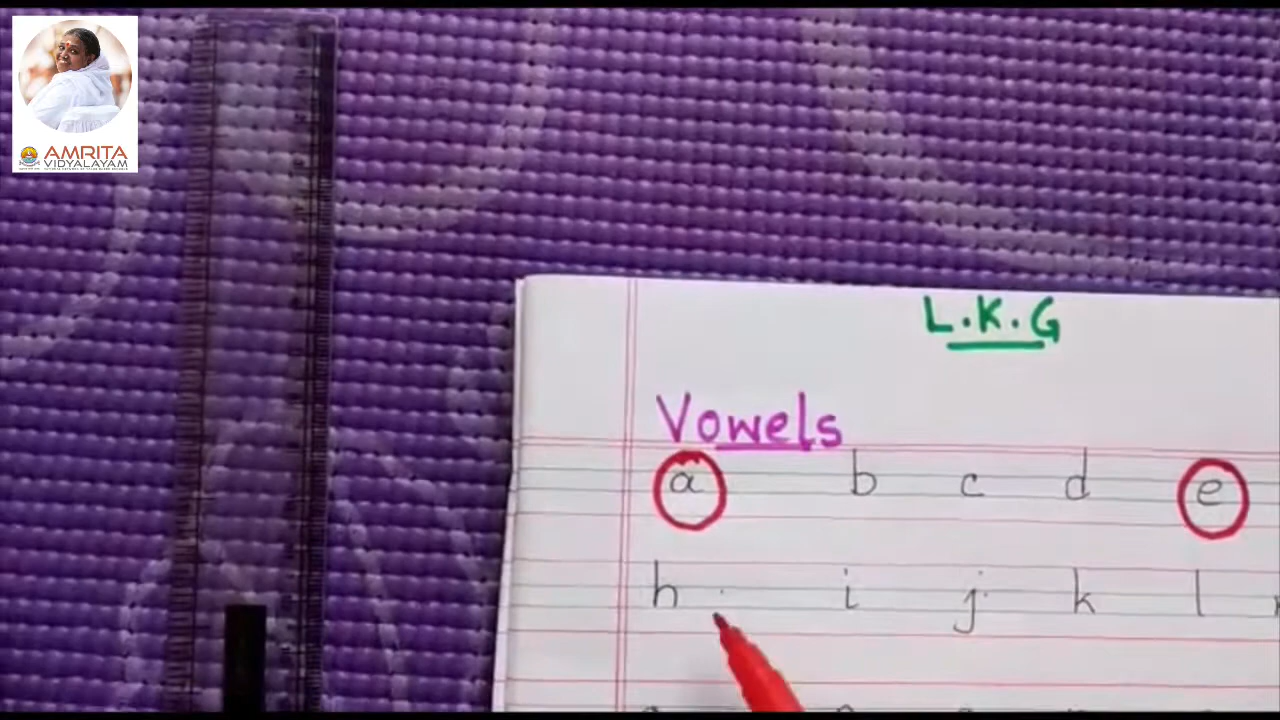 AMRITA
VIDYALAYAM
L.K.G
Vowels
a b c d e
h i j k l